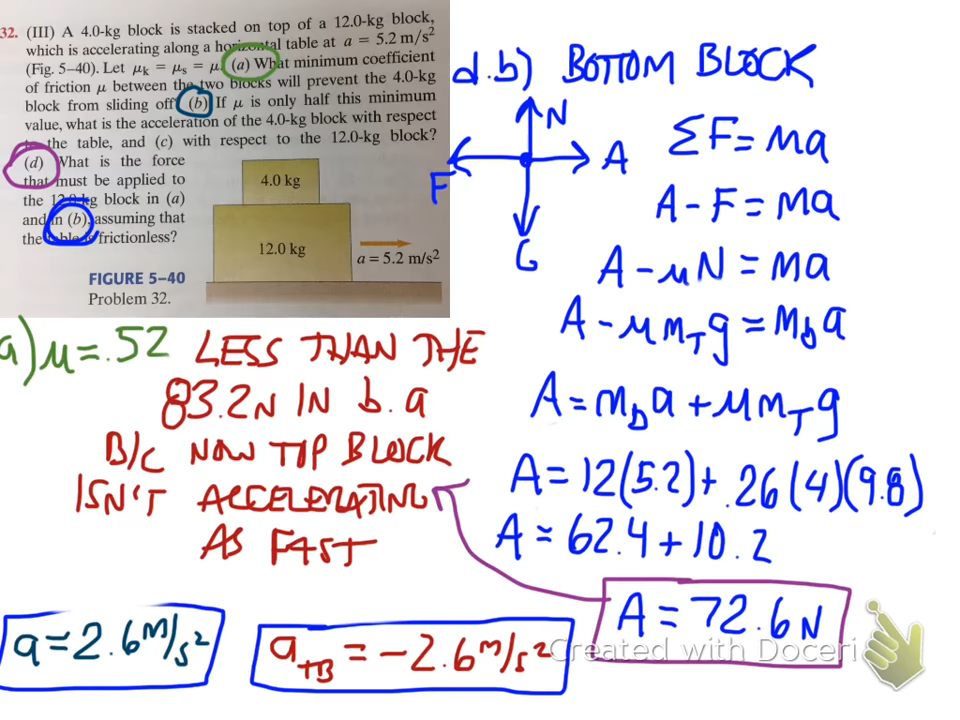 32. (III) A 4.0-kg block is stacked on top of a 12.0-kg block,
which is accelerating along a horizontal table at a = 5.2 m/s²
(Fig. 5–40). Let μk = μs = μ. (a) What minimum coefficient
of friction μ between the two blocks will prevent the 4.0-kg
block from sliding off? (b) If μ is only half this minimum
value, what is the acceleration of the 4.0-kg block with respect
to the table, and (c) with respect to the 12.0-kg block?
(d) What is the force
that must be applied to
the 12.0-kg block in (a)
and in (b), assuming that
the table is frictionless?
4.0 kg
12.0 kg
a = 5.2 m/s²
FIGURE 5–40
Problem 32.
d.b) BOTTOM BLOCK
N
A
F
G
ΣF=ma
A-F=ma
A-μN=ma
A-μm_Tg=m_ba
A=m_ba+μm_Tg
A=12(5.2)+.26(4)(9.8)
A=62.4+10.2
A=72.6N
a) μ=.52
LESS THAN THE
83.2N IN b.a
B/C NOW TOP BLOCK
ISN'T ACCELERATING
AS FAST
a=2.6m/s²
a_TB=-2.6m/s²
Created with Doceri